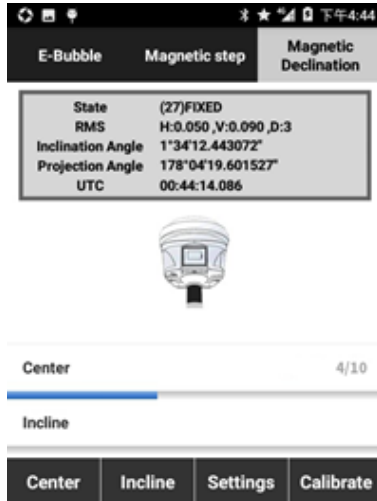 下午4:44
E-Bubble
Magnetic step
Magnetic
Declination
State (27)FIXED
RMS H:0.050 ,V:0.090 ,D:3
Inclination Angle 1°34'12.443072"
Projection Angle 178°04'19.601527"
UTC 00:44:14.086
Center 4/10
Incline
Center Incline Settings Calibrate